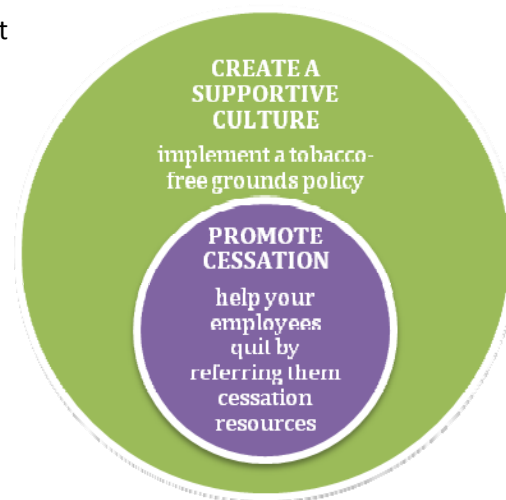 t
CREATE A
SUPPORTIVE
CULTURE
implement a tobacco-
free grounds policy
PROMOTE
CESSATION
help your
employees
quit by
referring them
cessation
resources